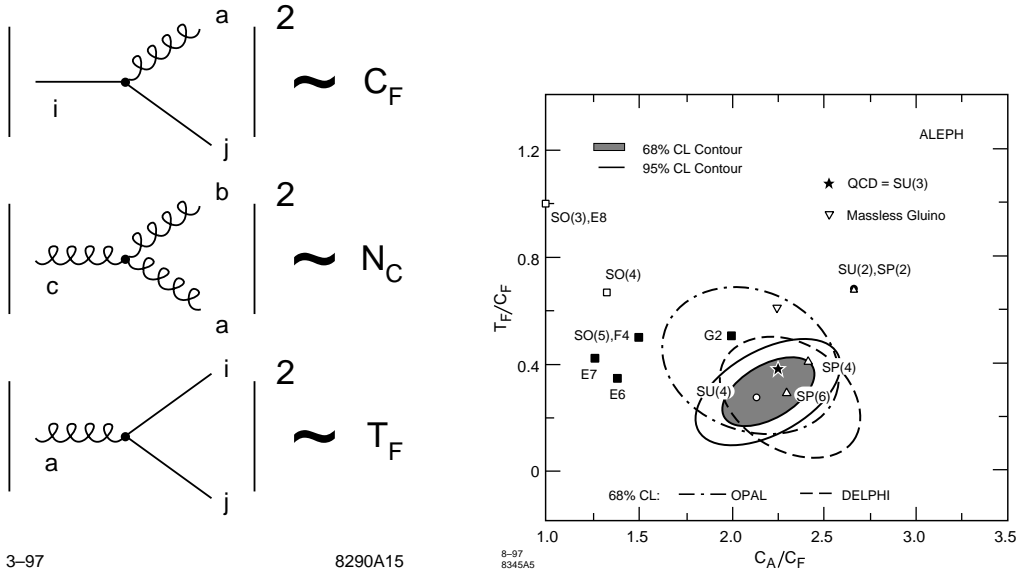 a
2
i
~ C_F
j
b
2
c
~ N_C
a
i
2
a
~ T_F
j
3–97
8290A15
ALEPH
68% CL Contour
95% CL Contour
QCD = SU(3)
Massless Gluino
SO(3),E8
SU(2),SP(2)
SO(4)
SO(5),F4
G2
E7
E6
SP(4)
SU(4)
SP(6)
68% CL:
OPAL
DELPHI
1.2
0.8
0.4
0
T_F/C_F
1.0 1.5 2.0 2.5 3.0 3.5
C_A/C_F
8–97
8345A5